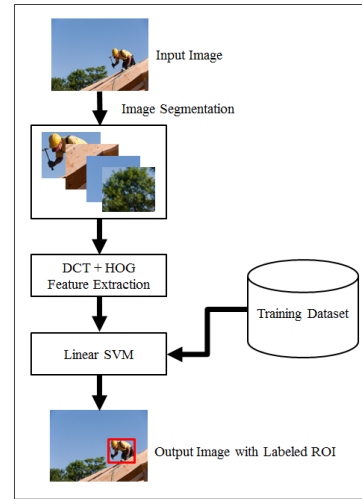 Input Image
Image Segmentation
DCT + HOG
Feature Extraction
Training Dataset
Linear SVM
Output Image with Labeled ROI